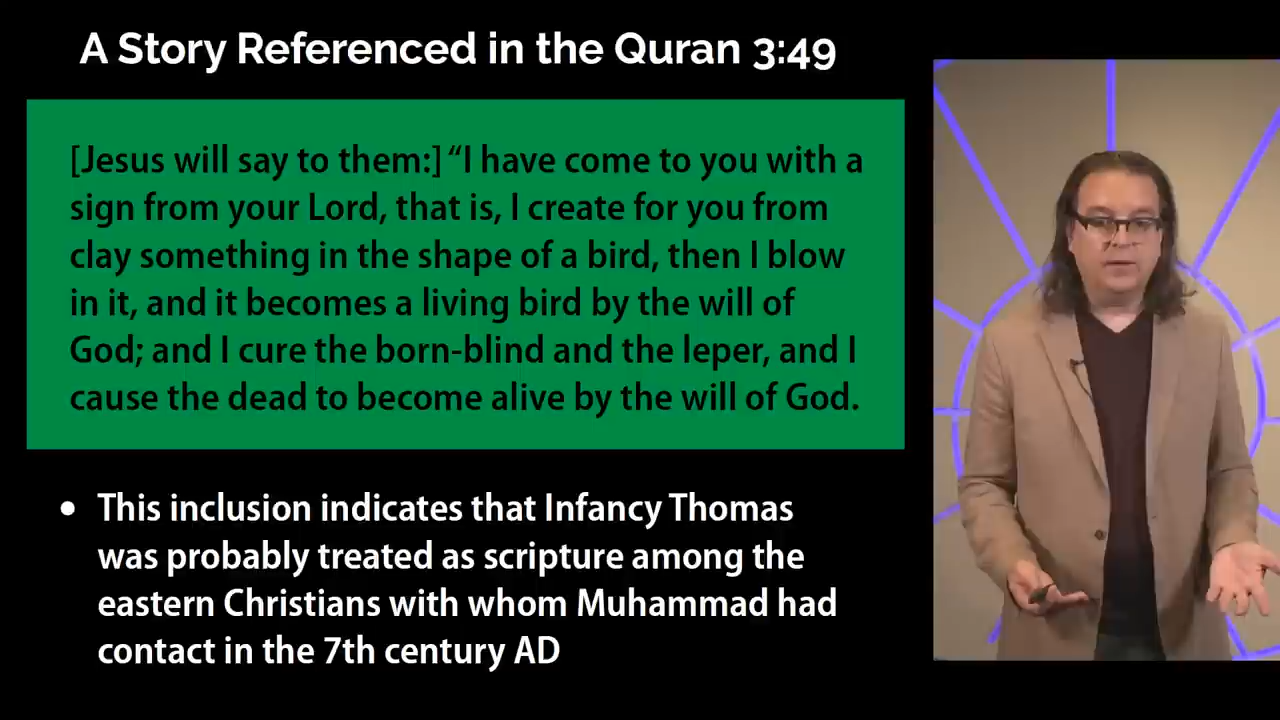 A Story Referenced in the Quran 3:49
[Jesus will say to them:] “I have come to you with a
sign from your Lord, that is, I create for you from
clay something in the shape of a bird, then I blow
in it, and it becomes a living bird by the will of
God; and I cure the born-blind and the leper, and I
cause the dead to become alive by the will of God.
• This inclusion indicates that Infancy Thomas
was probably treated as scripture among the
eastern Christians with whom Muhammad had
contact in the 7th century AD